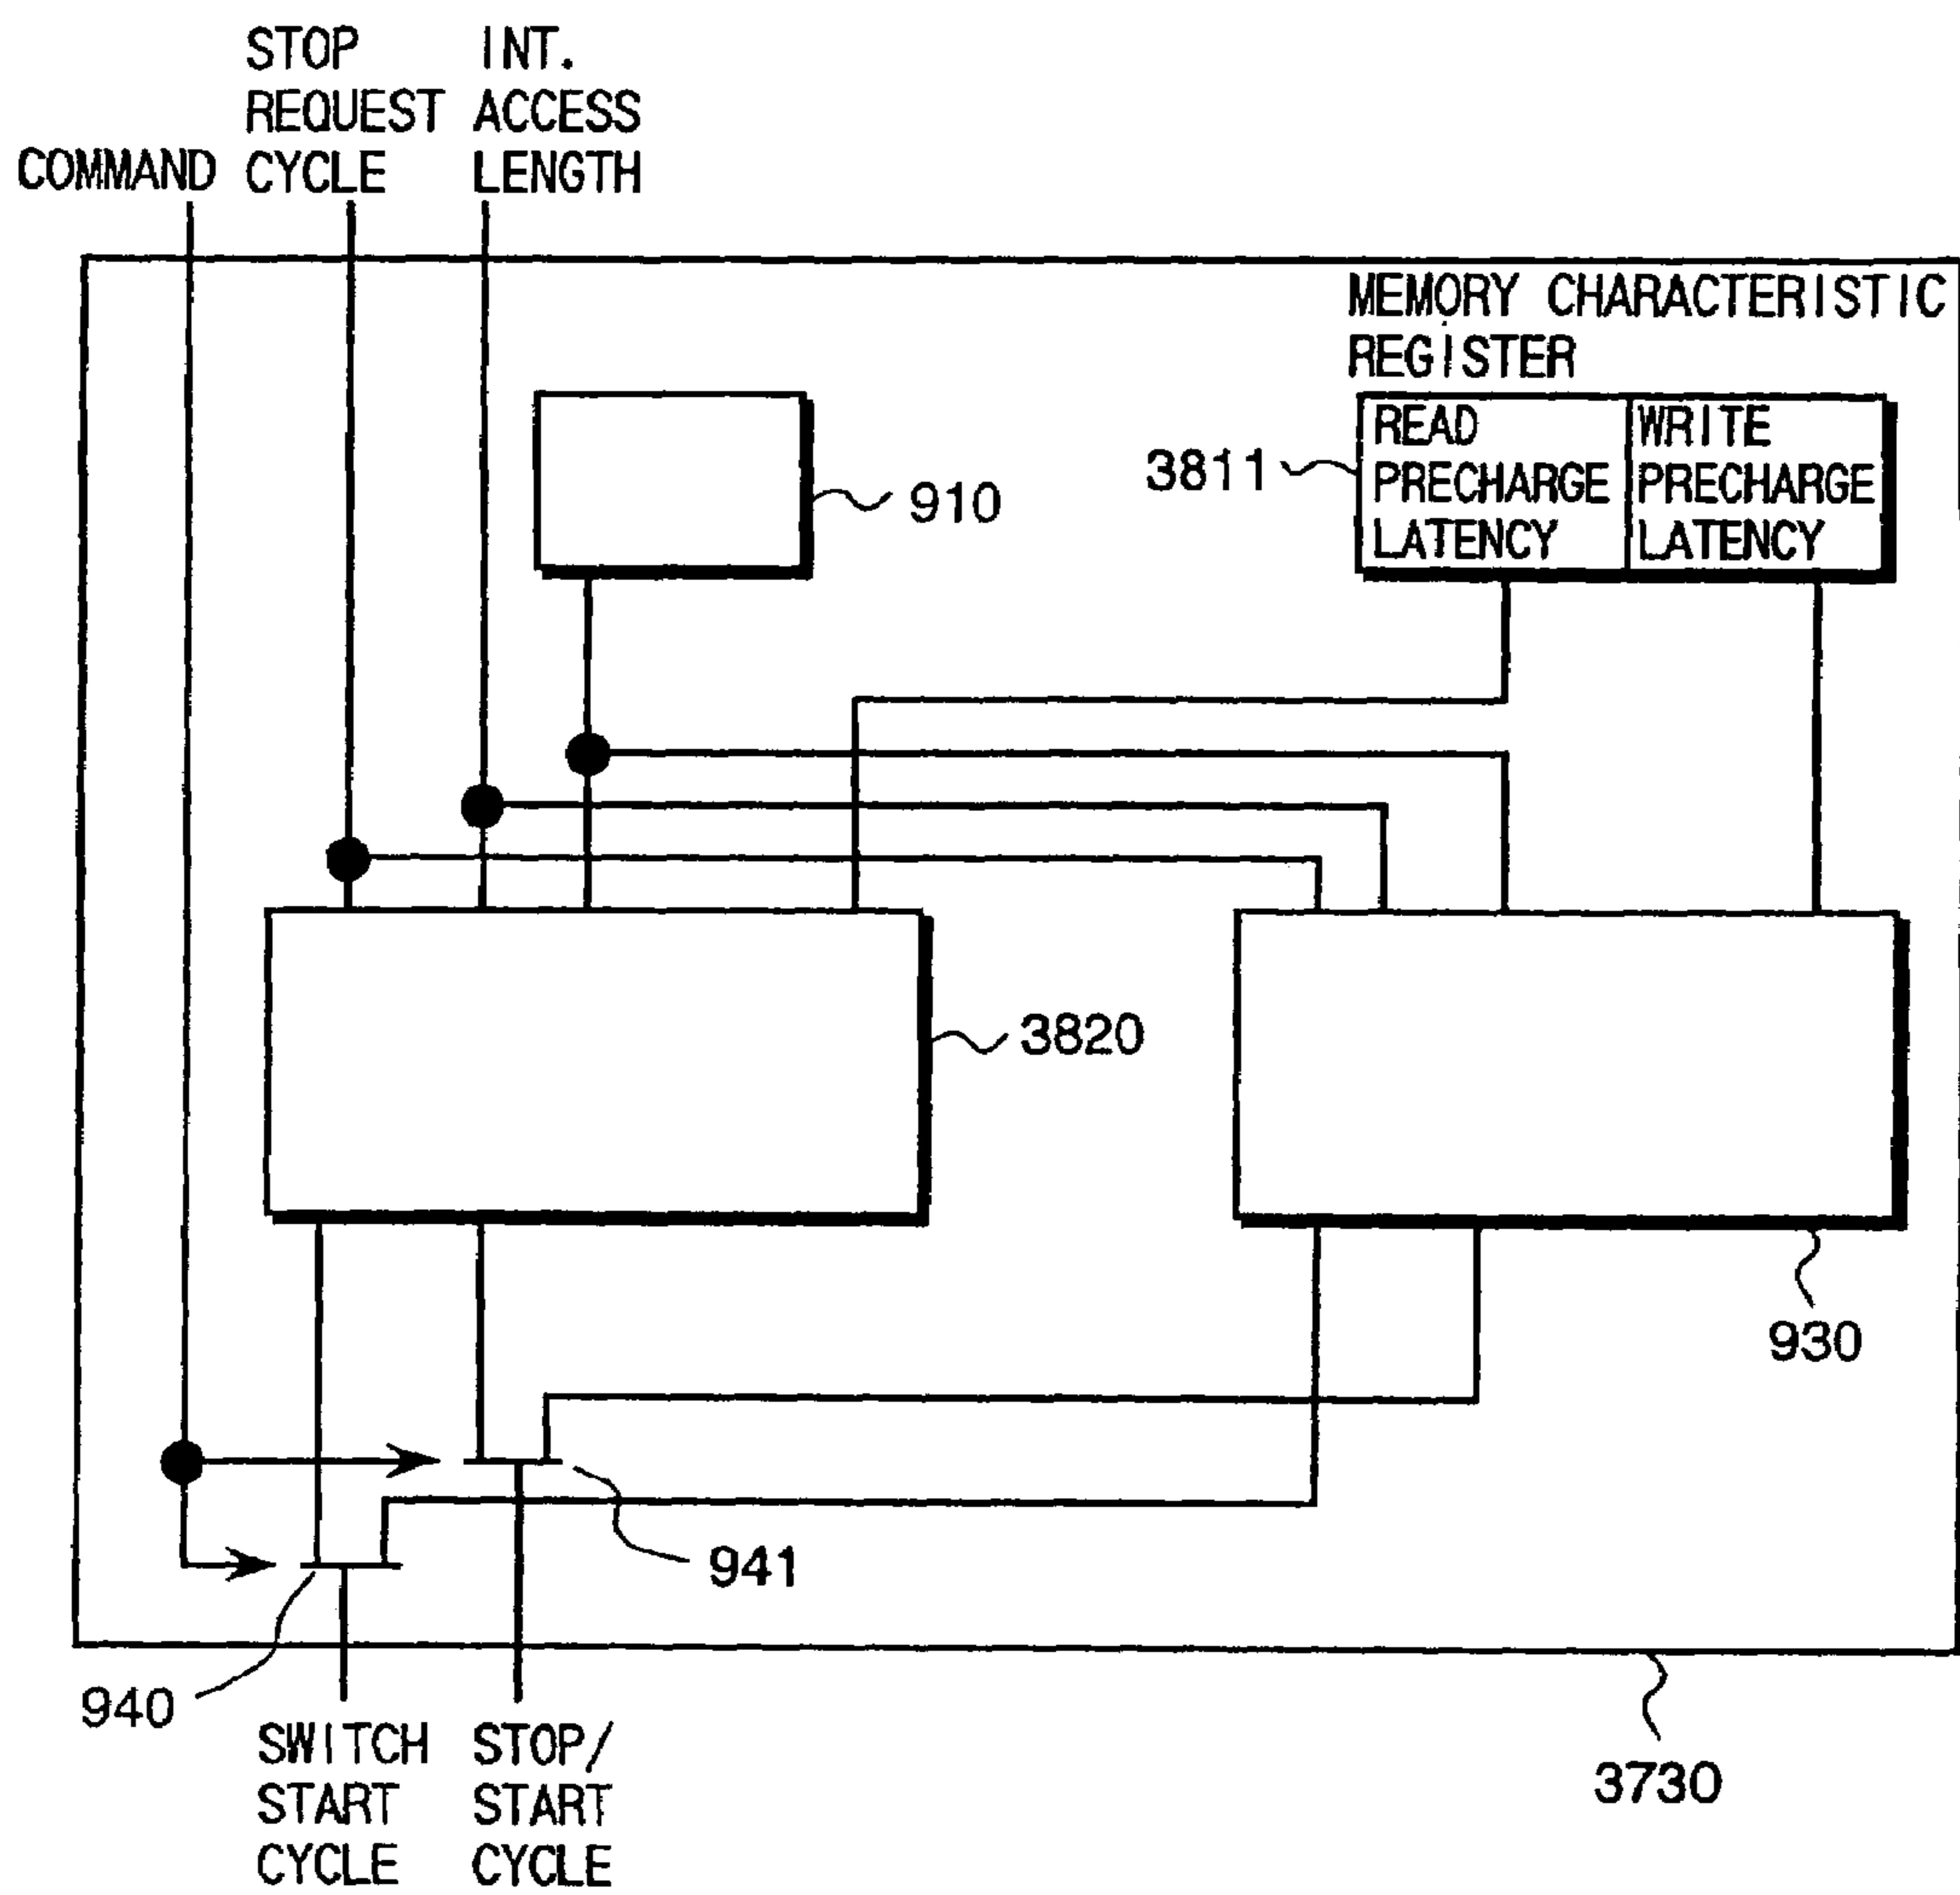 COMMAND
STOP
REQUEST
CYCLE
INT.
ACCESS
LENGTH
MEMORY CHARACTERISTIC
REGISTER
READ
PRECHARGE
LATENCY
WRITE
PRECHARGE
LATENCY
3811
910
3820
930
941
940
SWITCH
START
CYCLE
STOP/
START
CYCLE
3730